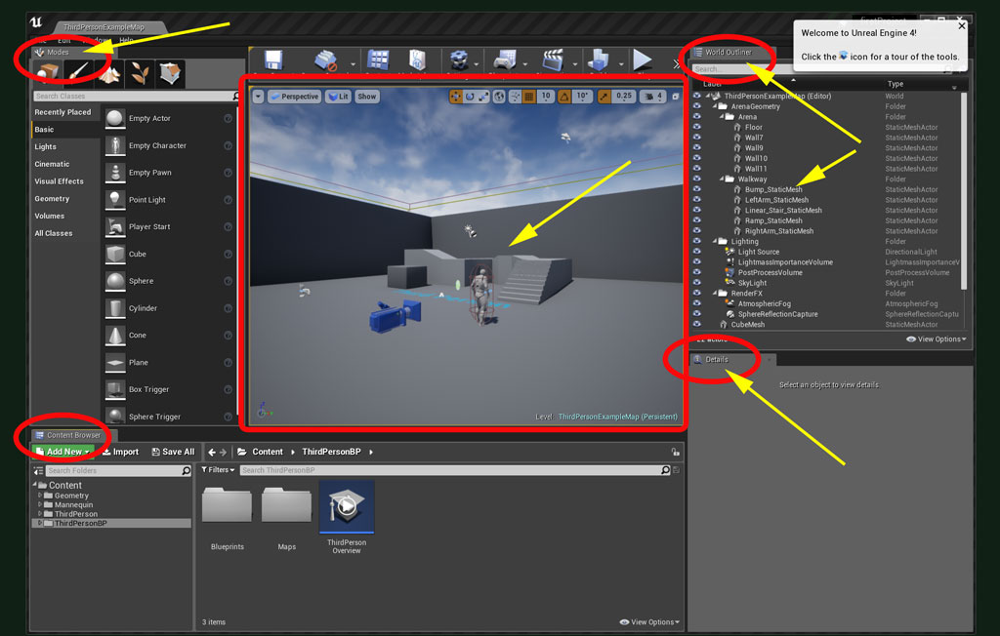 ThirdPersonExampleMap
Edit
Help
Modes
Search Classes
Recently Placed
Basic
Lights
Cinematic
Visual Effects
Geometry
Volumes
All Classes
Empty Actor
Empty Character
Empty Pawn
Point Light
Player Start
Cube
Sphere
Cylinder
Cone
Plane
Box Trigger
Sphere Trigger
Perspective
Lit
Show
10
10°
0.25
4
Level: ThirdPersonExampleMap (Persistent)
Welcome to Unreal Engine 4!
Click the icon for a tour of the tools.
World Outliner
Search...
Label Type
ThirdPersonExampleMap (Editor) World
ArenaGeometry Folder
Arena Folder
Floor StaticMeshActor
Wall7 StaticMeshActor
Wall9 StaticMeshActor
Wall10 StaticMeshActor
Wall11 StaticMeshActor
Walkway Folder
Bump_StaticMesh StaticMeshActor
LeftArm_StaticMesh StaticMeshActor
Linear_Stair_StaticMesh StaticMeshActor
Ramp_StaticMesh StaticMeshActor
RightArm_StaticMesh StaticMeshActor
Lighting Folder
Light Source DirectionalLight
LightmassImportanceVolume LightmassImportanceV
PostProcessVolume PostProcessVolume
SkyLight SkyLight
RenderFX Folder
AtmosphericFog AtmosphericFog
SphereReflectionCapture SphereReflectionCaptu
CubeMesh StaticMeshActor
View Options
Details
Select an object to view details.
Content Browser
Add New Import Save All Content ThirdPersonBP
Search Folders
Filters Search ThirdPersonBP
Content
Geometry
Mannequin
ThirdPerson
ThirdPersonBP
Blueprints
Maps
ThirdPerson
Overview
3 items
View Options